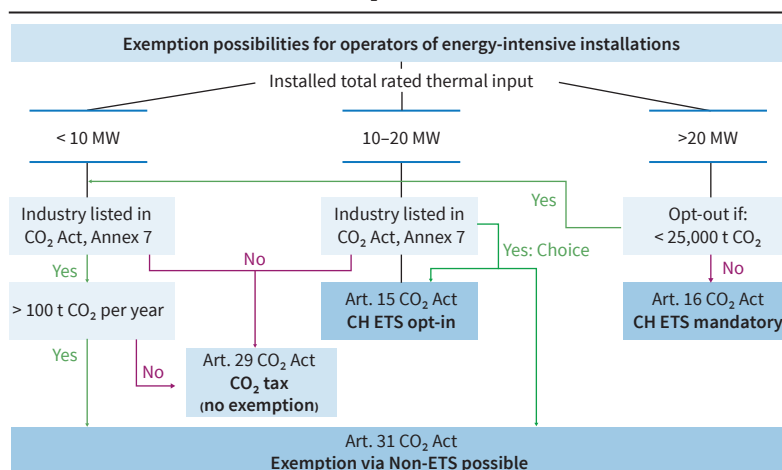 Exemption possibilities for operators of energy-intensive installations
Installed total rated thermal input
< 10 MW
10–20 MW
>20 MW
Industry listed in
CO₂ Act, Annex 7
Industry listed in
CO₂ Act, Annex 7
Yes
Opt-out if:
< 25,000 t CO₂
Yes
No
Yes: Choice
No
> 100 t CO₂ per year
Art. 15 CO₂ Act
CH ETS opt-in
Art. 16 CO₂ Act
CH ETS mandatory
Yes
No
Art. 29 CO₂ Act
CO₂ tax
(no exemption)
Art. 31 CO₂ Act
Exemption via Non-ETS possible